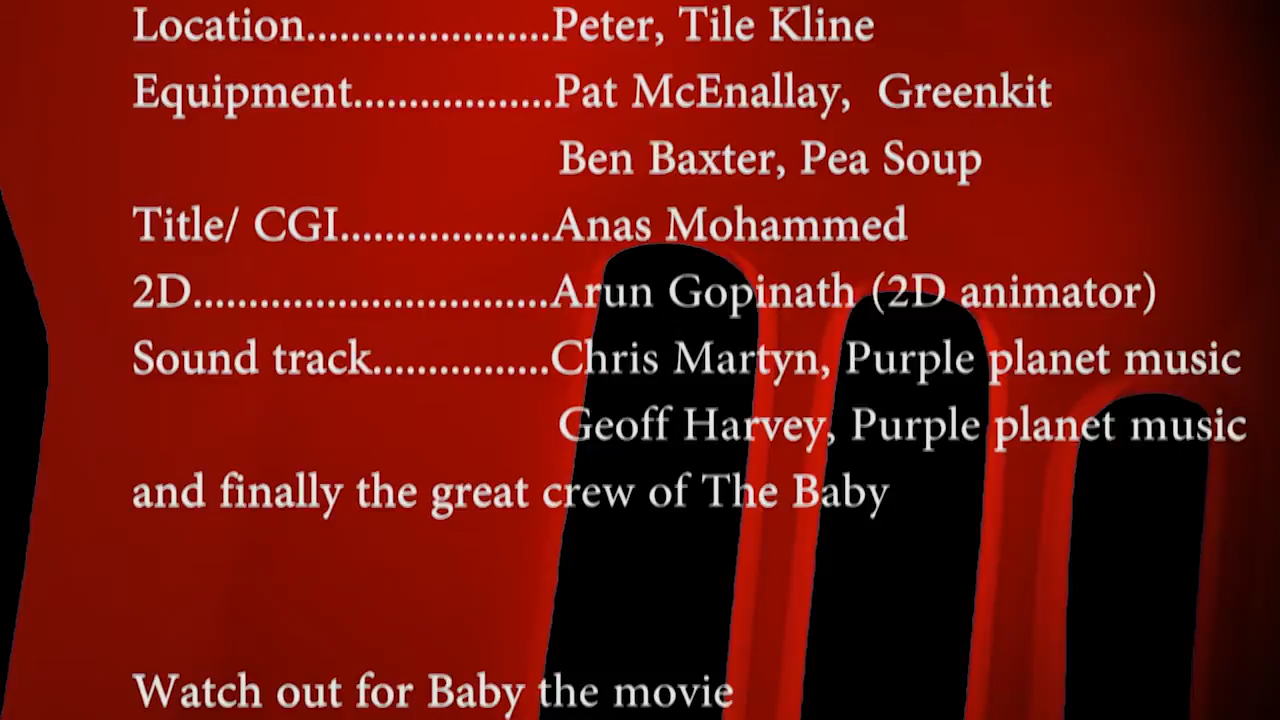 Location......................Peter, Tile Kline
Equipment..................Pat McEnallay,  Greenkit
Ben Baxter, Pea Soup
Title/ CGI...................Anas Mohammed
2D................................Arun Gopinath (2D animator)
Sound track................Chris Martyn, Purple planet music
Geoff Harvey, Purple planet music
and finally the great crew of The Baby
Watch out for Baby the movie